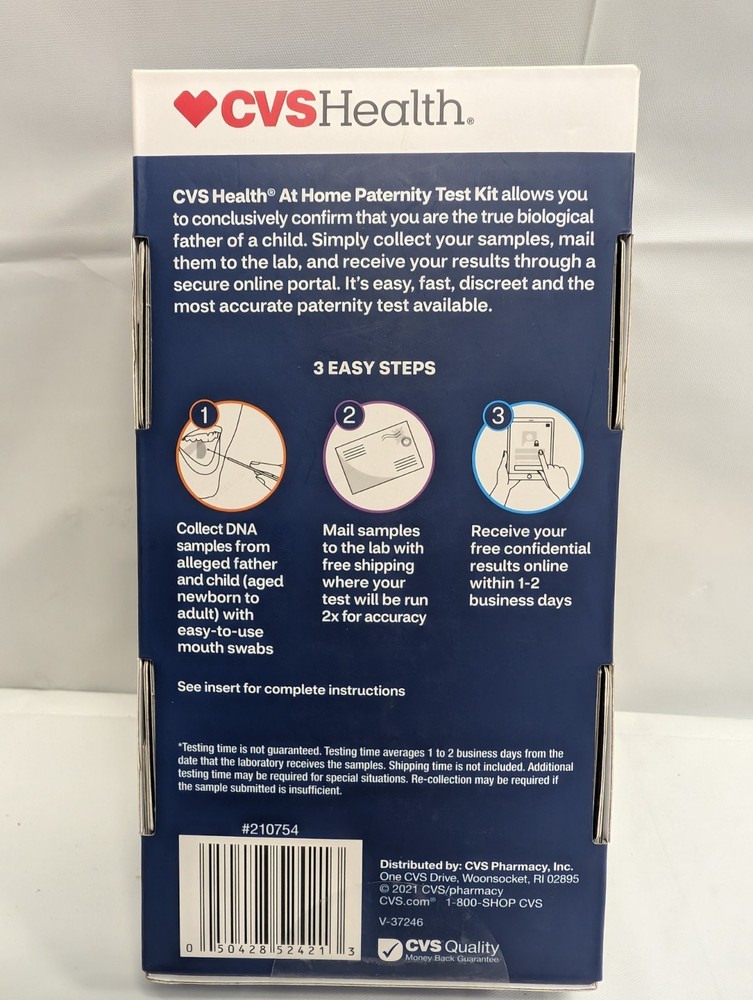 CVSHealth®
CVS Health® At Home Paternity Test Kit allows you
to conclusively confirm that you are the true biological
father of a child. Simply collect your samples, mail
them to the lab, and receive your results through a
secure online portal. It's easy, fast, discreet and the
most accurate paternity test available.
3 EASY STEPS
1
Collect DNA
samples from
alleged father
and child (aged
newborn to
adult) with
easy-to-use
mouth swabs
2
Mail samples
to the lab with
free shipping
where your
test will be run
2x for accuracy
3
Receive your
free confidential
results online
within 1-2
business days
See insert for complete instructions
*Testing time is not guaranteed. Testing time averages 1 to 2 business days from the
date that the laboratory receives the samples. Shipping time is not included. Additional
testing time may be required for special situations. Re-collection may be required if
the sample submitted is insufficient.
#210754
0 50428 52421 3
Distributed by: CVS Pharmacy, Inc.
One CVS Drive, Woonsocket, RI 02895
© 2021 CVS/pharmacy
CVS.com® 1-800-SHOP CVS
V-37246
CVS Quality
Money Back Guarantee